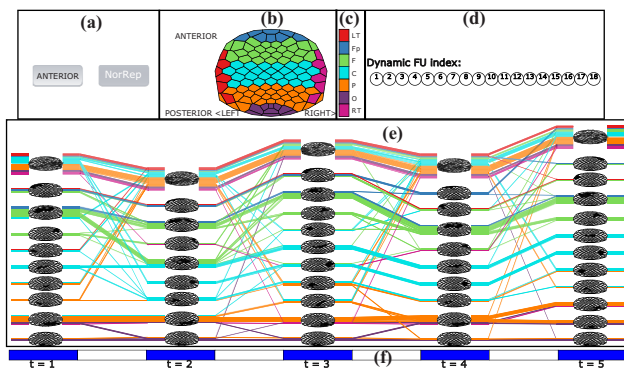 (a)
ANTERIOR
NorRep
(b)
ANTERIOR
POSTERIOR <LEFT
RIGHT>
(c)
LT
Fp
F
C
P
O
RT
(d)
Dynamic FU index:
1 2 3 4 5 6 7 8 9 10 11 12 13 14 15 16 17 18
(e)
(f)
t = 1
t = 2
t = 3
t = 4
t = 5